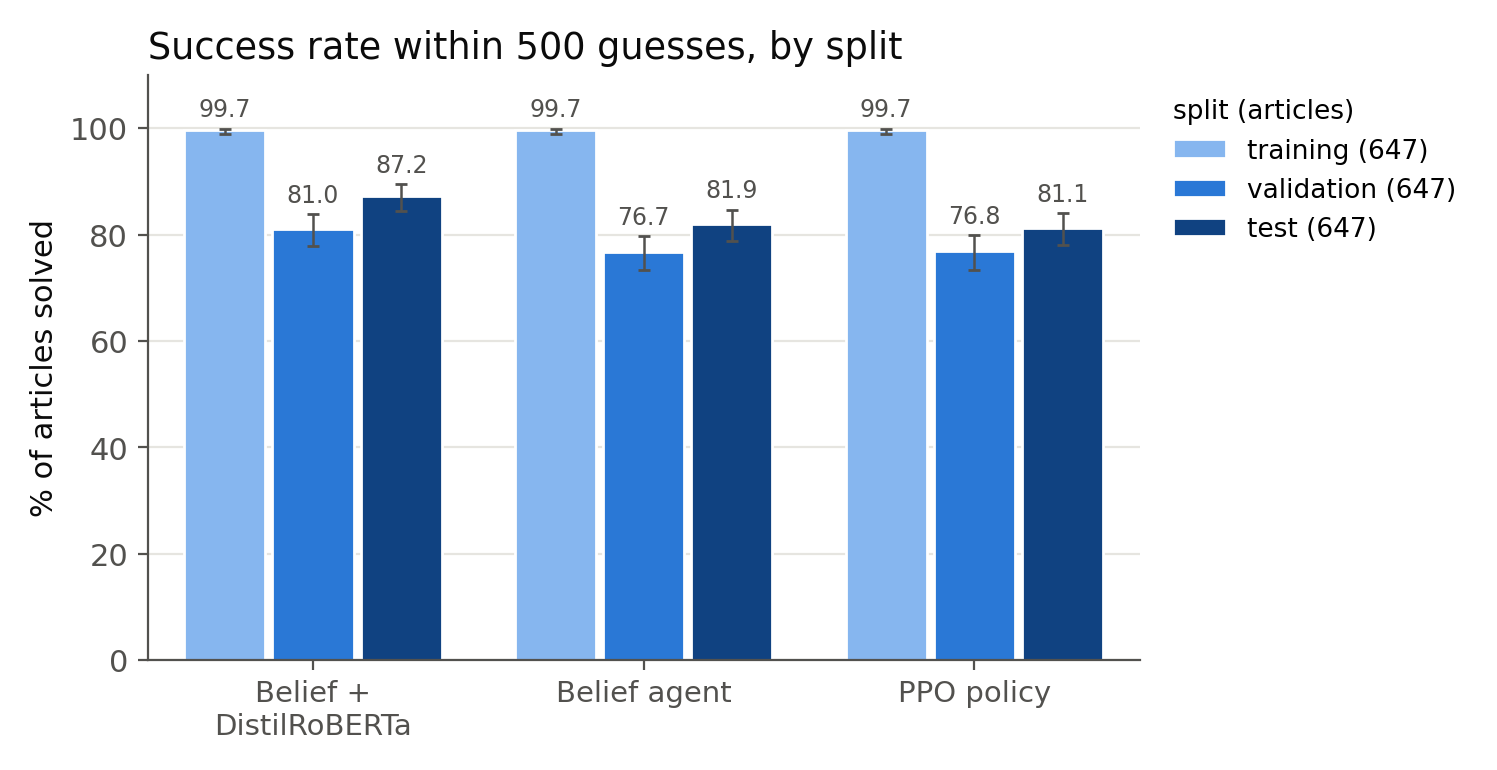 Success rate within 500 guesses, by split
% of articles solved
100
80
60
40
20
0
99.7
81.0
87.2
99.7
76.7
81.9
99.7
76.8
81.1
Belief +
DistilRoBERTa
Belief agent
PPO policy
split (articles)
training (647)
validation (647)
test (647)